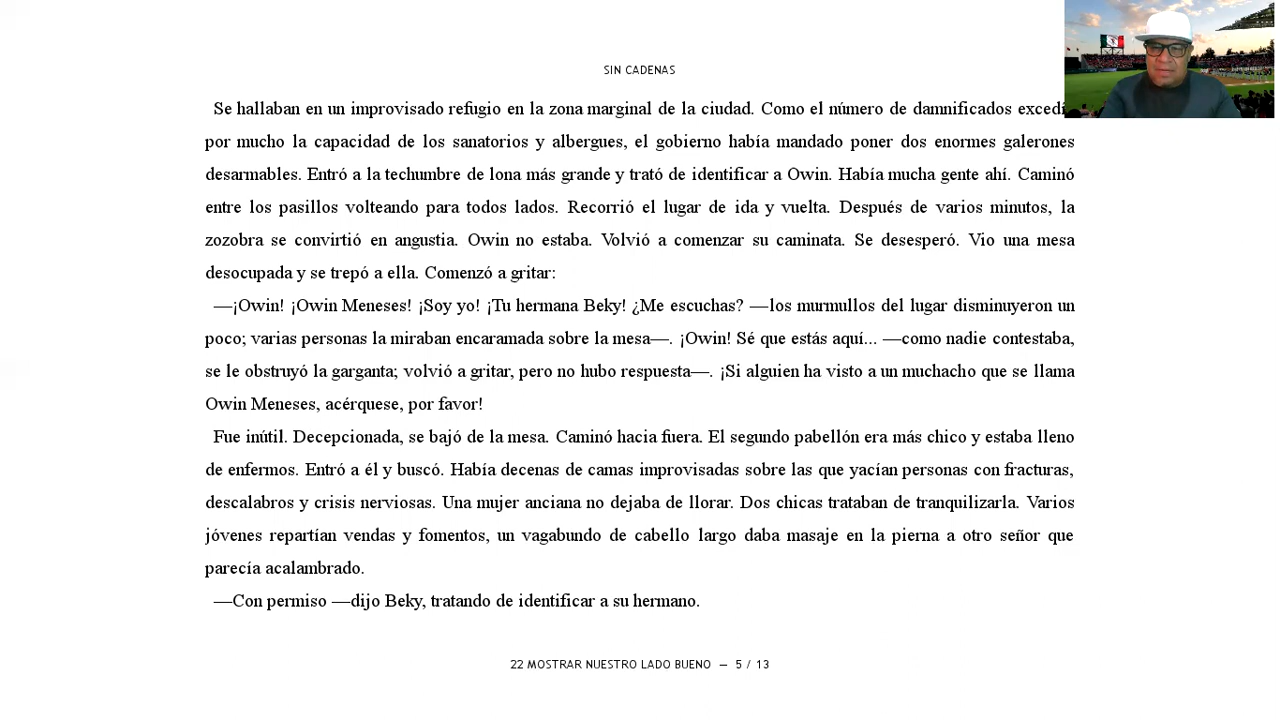 SIN CADENAS
Se hallaban en un improvisado refugio en la zona marginal de la ciudad. Como el número de damnificados excedí
por mucho la capacidad de los sanatorios y albergues, el gobierno había mandado poner dos enormes galerones
desarmables. Entró a la techumbre de lona más grande y trató de identificar a Owin. Había mucha gente ahí. Caminó
entre los pasillos volteando para todos lados. Recorrió el lugar de ida y vuelta. Después de varios minutos, la
zozobra se convirtió en angustia. Owin no estaba. Volvió a comenzar su caminata. Se desesperó. Vio una mesa
desocupada y se trepó a ella. Comenzó a gritar:
—¡Owin! ¡Owin Meneses! ¡Soy yo! ¡Tu hermana Beky! ¿Me escuchas? —los murmullos del lugar disminuyeron un
poco; varias personas la miraban encaramada sobre la mesa—. ¡Owin! Sé que estás aquí... —como nadie contestaba,
se le obstruyó la garganta; volvió a gritar, pero no hubo respuesta—. ¡Si alguien ha visto a un muchacho que se llama
Owin Meneses, acérquese, por favor!
Fue inútil. Decepcionada, se bajó de la mesa. Caminó hacia fuera. El segundo pabellón era más chico y estaba lleno
de enfermos. Entró a él y buscó. Había decenas de camas improvisadas sobre las que yacían personas con fracturas,
descalabros y crisis nerviosas. Una mujer anciana no dejaba de llorar. Dos chicas trataban de tranquilizarla. Varios
jóvenes repartían vendas y fomentos, un vagabundo de cabello largo daba masaje en la pierna a otro señor que
parecía acalambrado.
—Con permiso —dijo Beky, tratando de identificar a su hermano.
22 MOSTRAR NUESTRO LADO BUENO — 5 / 13